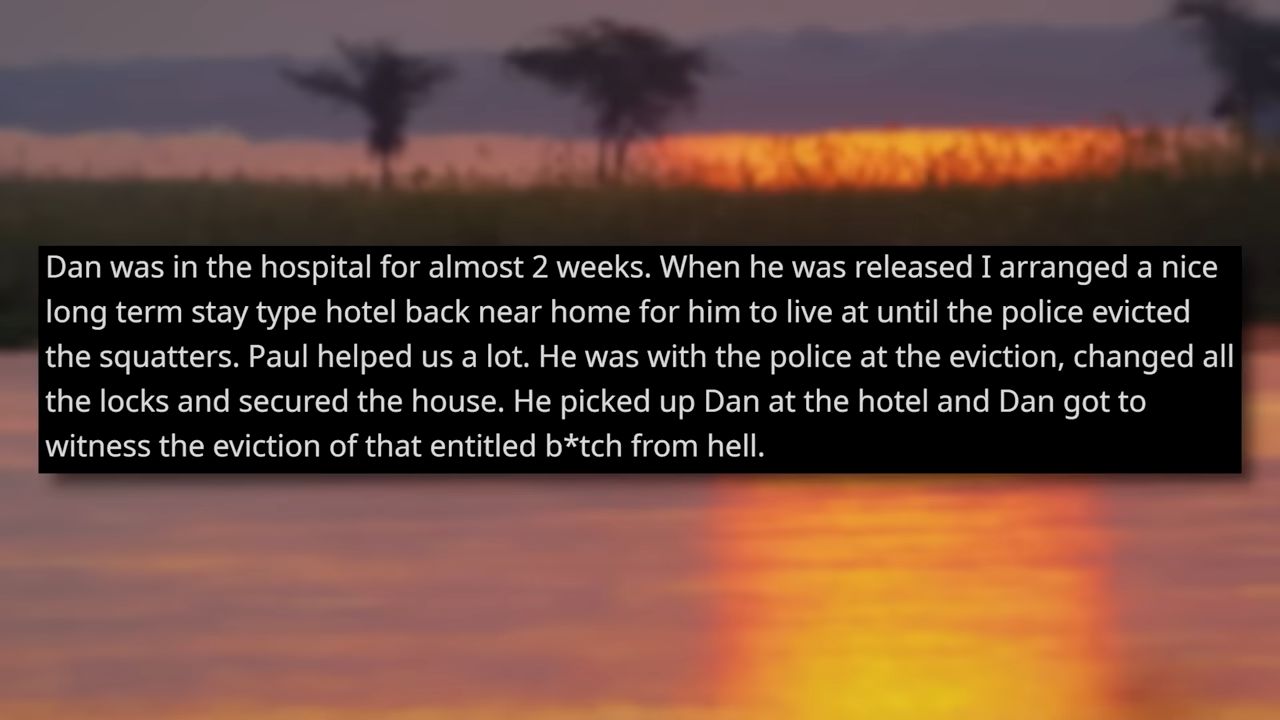 Dan was in the hospital for almost 2 weeks. When he was released I arranged a nice
long term stay type hotel back near home for him to live at until the police evicted
the squatters. Paul helped us a lot. He was with the police at the eviction, changed all
the locks and secured the house. He picked up Dan at the hotel and Dan got to
witness the eviction of that entitled b*tch from hell.